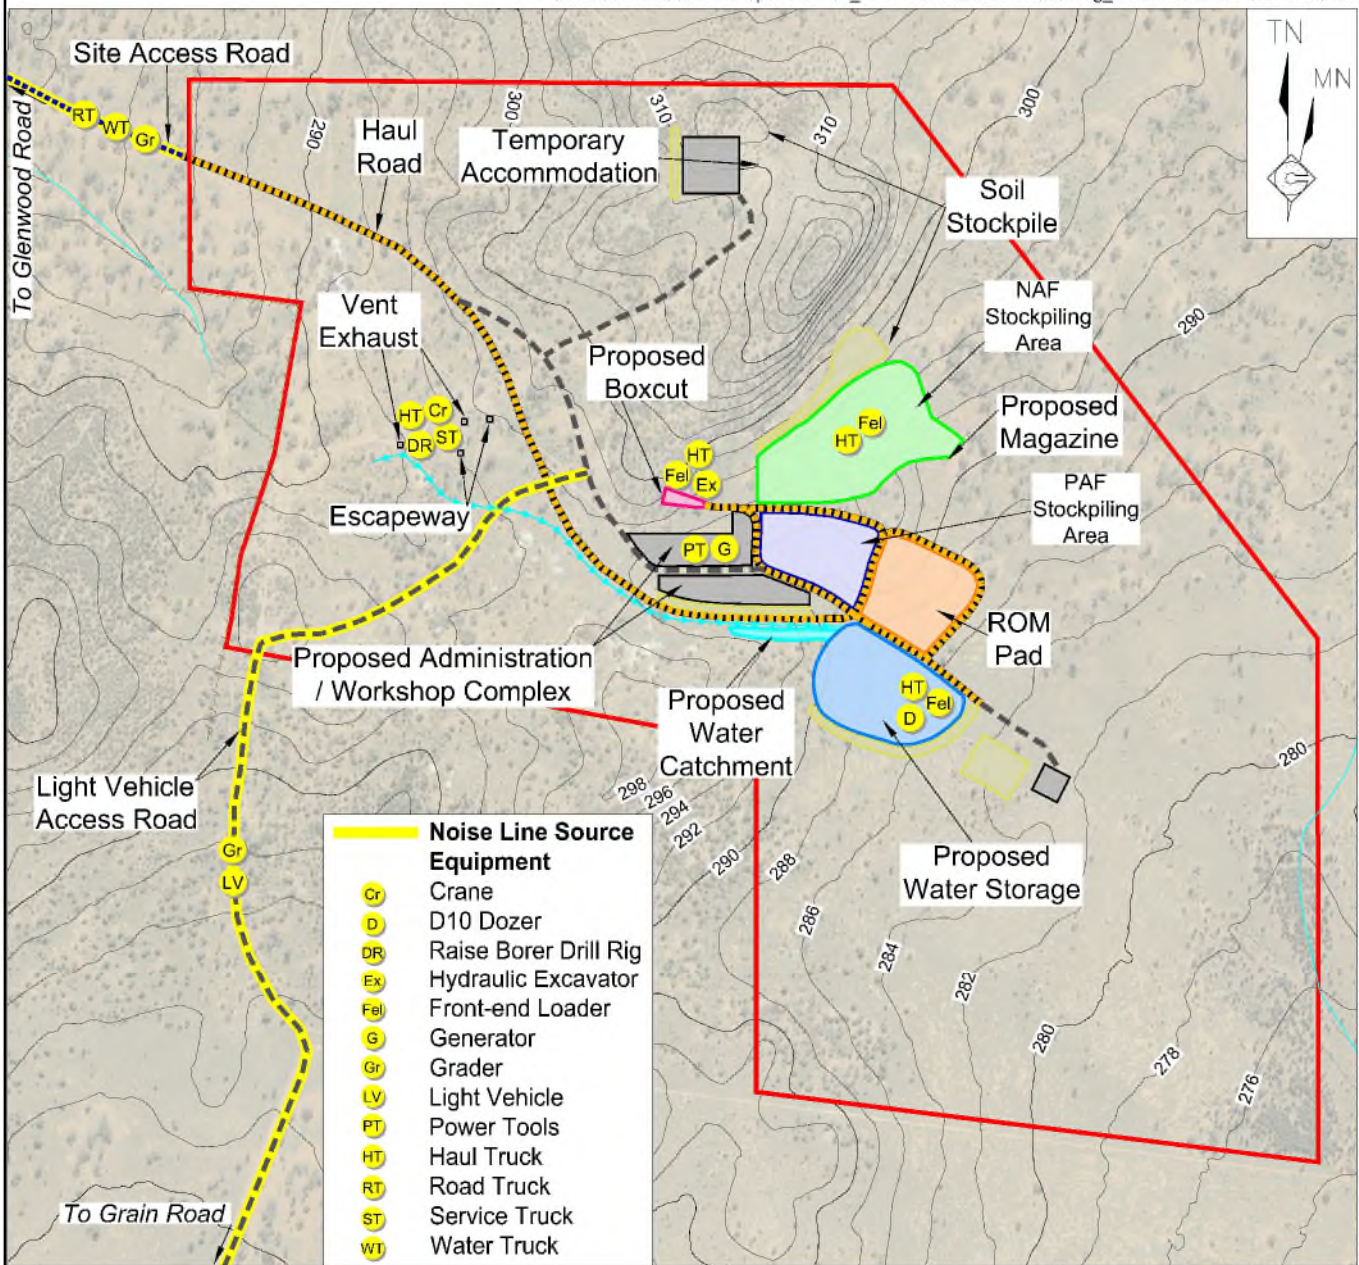 TN
MN
Site Access Road
To Glenwood Road
RT
WT
Gr
290
Haul
Road
300
310
Temporary
Accommodation
310
300
Soil
Stockpile
NAF
Stockpiling
Area
290
Vent
Exhaust
Proposed
Boxcut
Proposed
Magazine
HT
Cr
DR
ST
Fel
HT
HT
Fel
Ex
PAF
Stockpiling
Area
Escapeway
PT
G
ROM
Pad
Proposed Administration
/ Workshop Complex
Proposed
Water
Catchment
HT
Fel
D
Light Vehicle
Access Road
Gr
LV
298
296
294
292
290
288
286
284
282
280
280
278
276
Proposed
Water Storage
Noise Line Source
Equipment
Cr Crane
D D10 Dozer
DR Raise Borer Drill Rig
Ex Hydraulic Excavator
Fel Front-end Loader
G Generator
Gr Grader
LV Light Vehicle
PT Power Tools
HT Haul Truck
RT Road Truck
ST Service Truck
WT Water Truck
To Grain Road